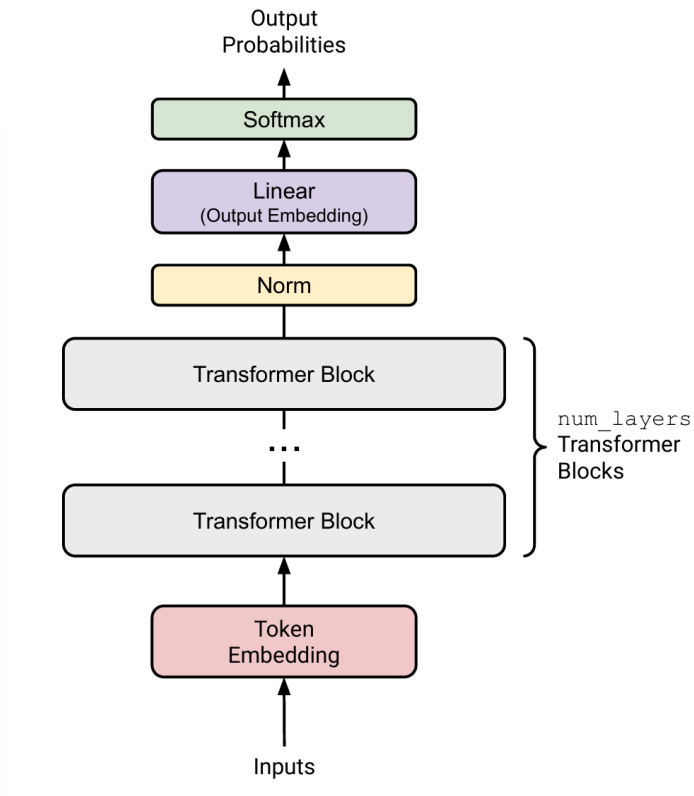 Output
Probabilities
Softmax
Linear
(Output Embedding)
Norm
Transformer Block
...
Transformer Block
num_layers
Transformer
Blocks
Token
Embedding
Inputs